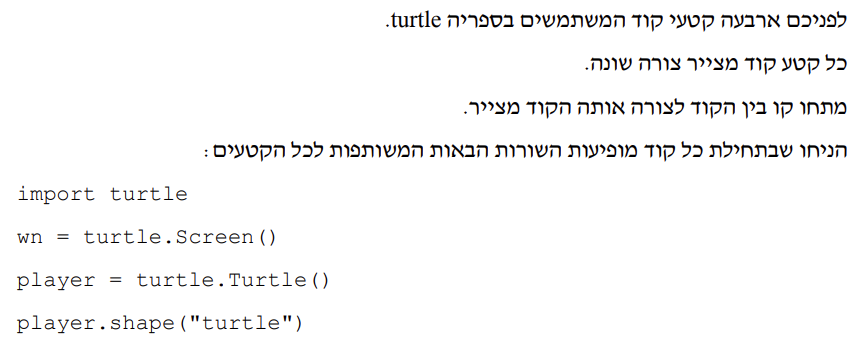 לפניכם ארבעה קטעי קוד המשתמשים בספריה turtle.
כל קטע קוד מצייר צורה שונה.
מתחו קו בין הקוד לצורה אותה הקוד מצייר.
הניחו שבתחילת כל קוד מופיעות השורות הבאות המשותפות לכל הקטעים:
import turtle
wn = turtle.Screen()
player = turtle.Turtle()
player.shape("turtle")